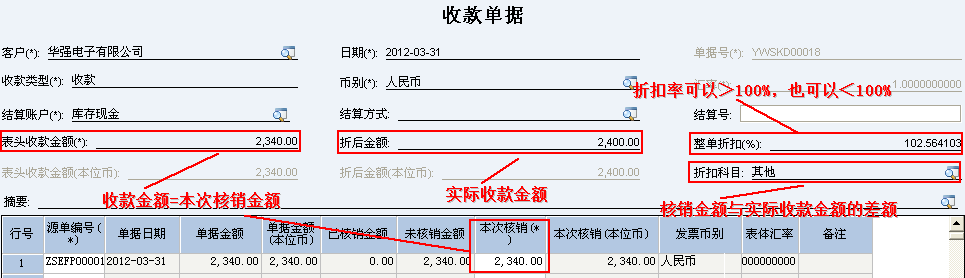 收款单据
客户(*): 华强电子有限公司 日期(*): 2012-03-31 单据号(*): YWSKD00018
收款类型(*): 收款 币别(*): 人民币 汇率(*): 1.0000000000
折扣率可以＞100%，也可以＜100%
结算账户(*): 库存现金 结算方式: 结算号:
表头收款金额(*): 2,340.00 折后金额: 2,400.00 整单折扣(%): 102.564103
表头收款金额(本位币): 2,340.00 折后金额(本位币): 2,400.00 折扣科目: 其他
收款金额=本次核销金额 实际收款金额
摘要: 核销金额与实际收款金额的差额
行号 源单编号(*) 单据日期 单据金额 单据金额(本位币) 已核销金额 未核销金额 本次核销(*) 本次核销(本位币) 发票币别 表体汇率 备注
1 ZSEFP00001 2012-03-31 2,340.00 2,340.00 0.00 2,340.00 2,340.00 2,340.00 人民币 000000000